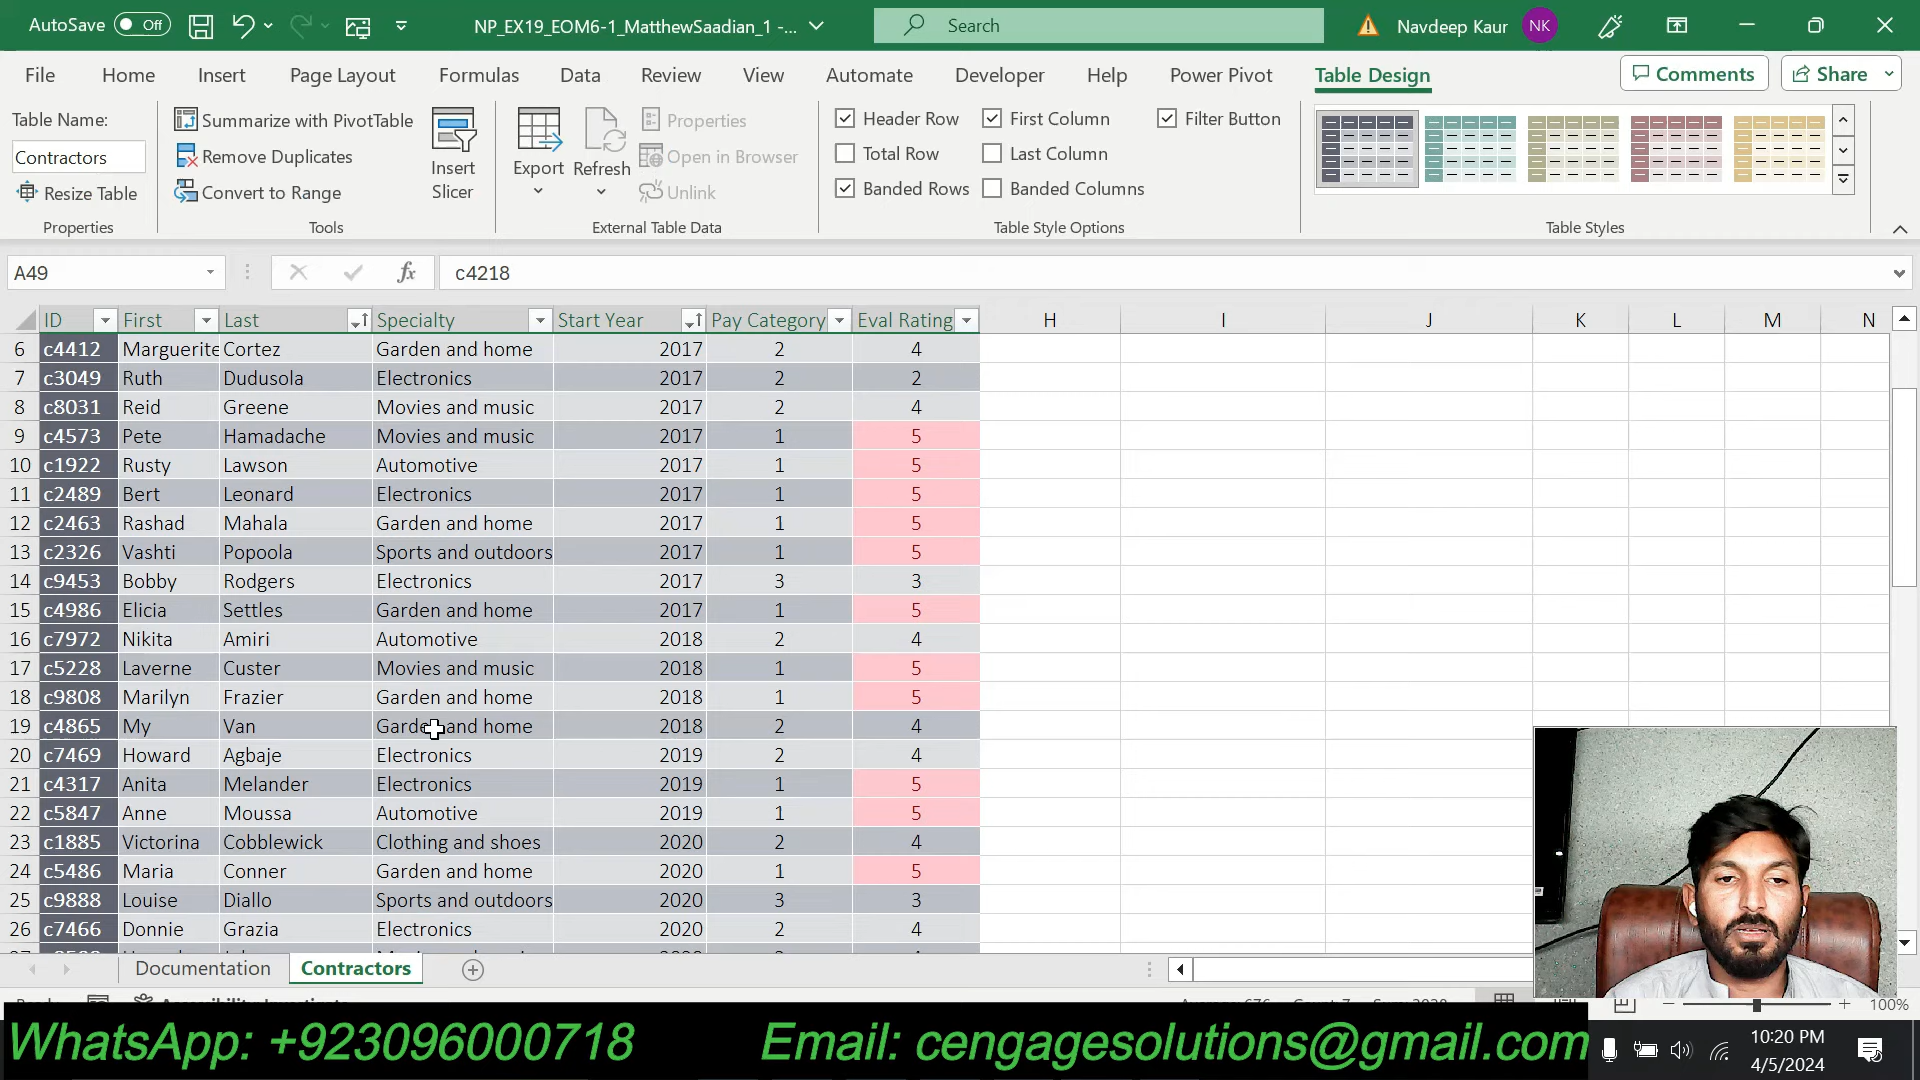 AutoSave Off NP_EX19_EOM6-1_MatthewSaadian_1 -... Search Navdeep Kaur NK
File Home Insert Page Layout Formulas Data Review View Automate Developer Help Power Pivot Table Design Comments Share
Table Name:
Contractors
Resize Table
Properties
Summarize with PivotTable
Remove Duplicates
Convert to Range
Tools
Insert Slicer
Export
Refresh
Properties
Open in Browser
Unlink
External Table Data
Header Row First Column Filter Button
Total Row Last Column
Banded Rows Banded Columns
Table Style Options
Table Styles
A49 fx c4218
ID First Last Specialty Start Year Pay Category Eval Rating H I J K L M N
6 c4412 Marguerite Cortez Garden and home 2017 2 4
7 c3049 Ruth Dudusola Electronics 2017 2 2
8 c8031 Reid Greene Movies and music 2017 2 4
9 c4573 Pete Hamadache Movies and music 2017 1 5
10 c1922 Rusty Lawson Automotive 2017 1 5
11 c2489 Bert Leonard Electronics 2017 1 5
12 c2463 Rashad Mahala Garden and home 2017 1 5
13 c2326 Vashti Popoola Sports and outdoors 2017 1 5
14 c9453 Bobby Rodgers Electronics 2017 3 3
15 c4986 Elicia Settles Garden and home 2017 1 5
16 c7972 Nikita Amiri Automotive 2018 2 4
17 c5228 Laverne Custer Movies and music 2018 1 5
18 c9808 Marilyn Frazier Garden and home 2018 1 5
19 c4865 My Van Garden and home 2018 2 4
20 c7469 Howard Agbaje Electronics 2019 2 4
21 c4317 Anita Melander Electronics 2019 1 5
22 c5847 Anne Moussa Automotive 2019 1 5
23 c1885 Victorina Cobblewick Clothing and shoes 2020 2 4
24 c5486 Maria Conner Garden and home 2020 1 5
25 c9888 Louise Diallo Sports and outdoors 2020 3 3
26 c7466 Donnie Grazia Electronics 2020 2 4
Documentation Contractors
100%
WhatsApp: +923096000718 Email: cengagesolutions@gmail.com
10:20 PM
4/5/2024